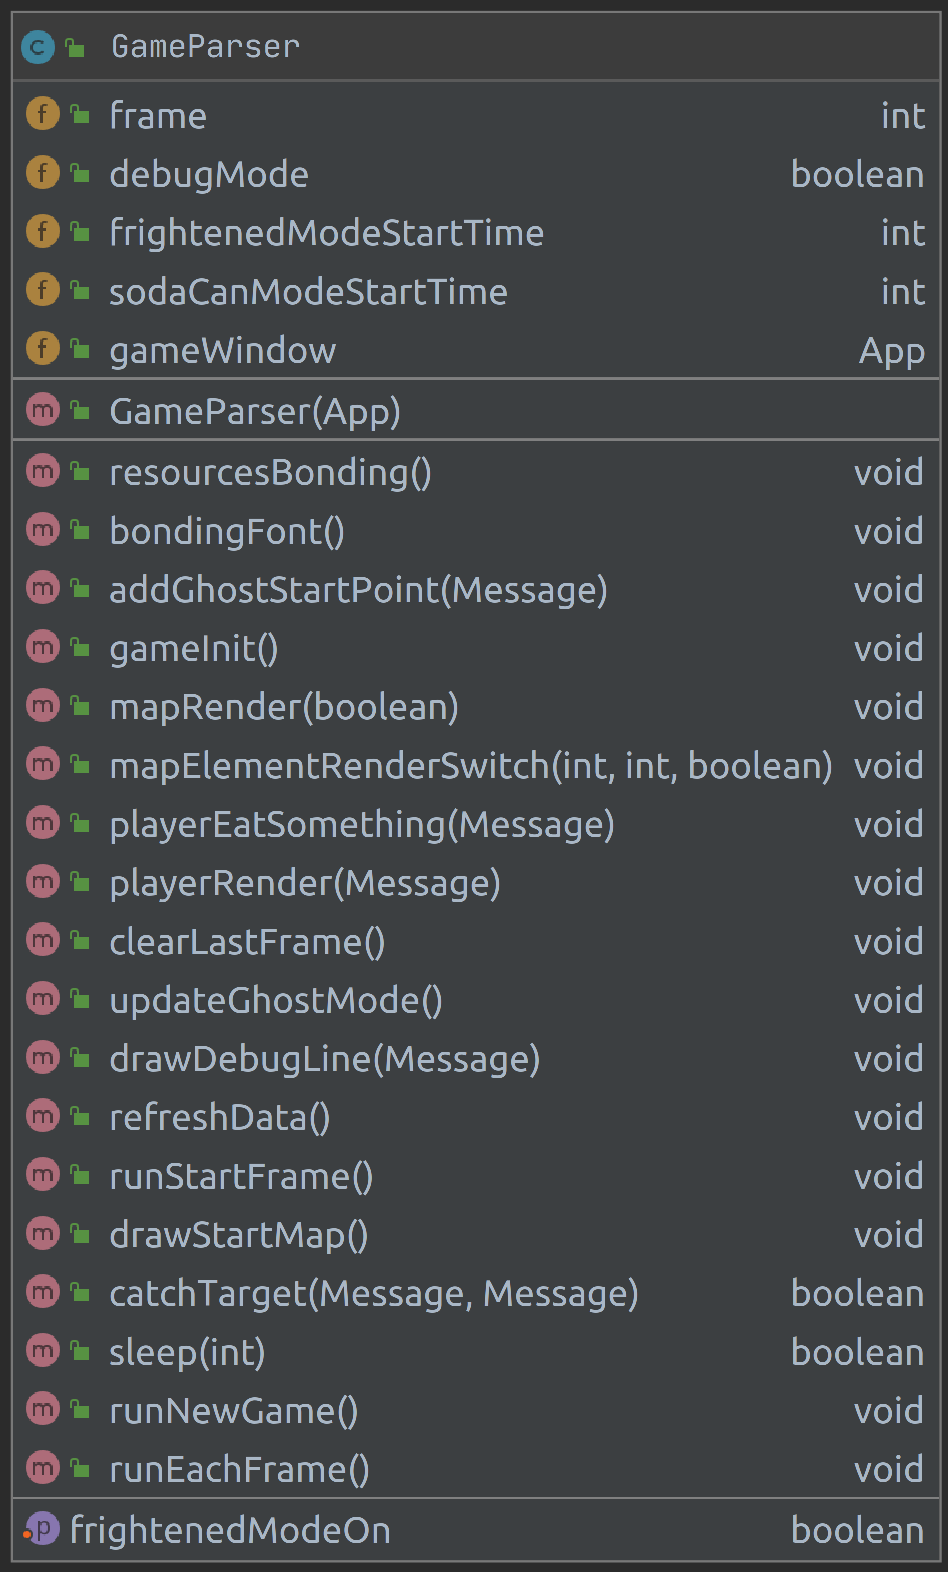 C GameParser
f frame int
f debugMode boolean
f frightenedModeStartTime int
f sodaCanModeStartTime int
f gameWindow App
m GameParser(App)
m resourcesBonding() void
m bondingFont() void
m addGhostStartPoint(Message) void
m gameInit() void
m mapRender(boolean) void
m mapElementRenderSwitch(int, int, boolean) void
m playerEatSomething(Message) void
m playerRender(Message) void
m clearLastFrame() void
m updateGhostMode() void
m drawDebugLine(Message) void
m refreshData() void
m runStartFrame() void
m drawStartMap() void
m catchTarget(Message, Message) boolean
m sleep(int) boolean
m runNewGame() void
m runEachFrame() void
p frightenedModeOn boolean